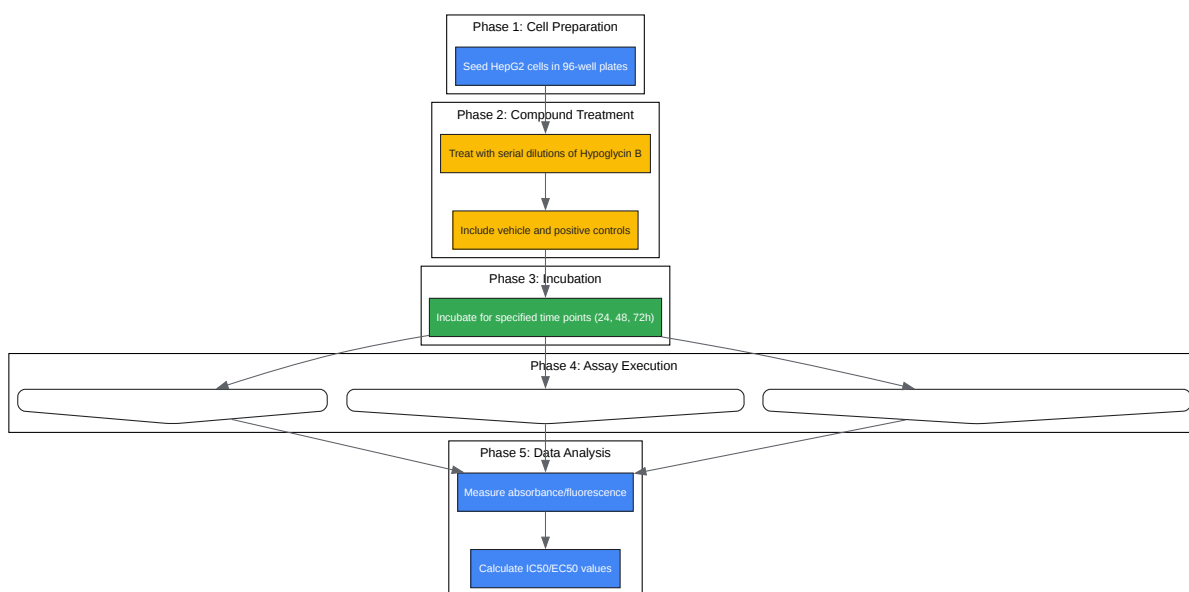 Phase 1: Cell Preparation
Seed HepG2 cells in 96-well plates
Phase 2: Compound Treatment
Treat with serial dilutions of Hypoglycin B
Include vehicle and positive controls
Phase 3: Incubation
Incubate for specified time points (24, 48, 72h)
Phase 4: Assay Execution
Phase 5: Data Analysis
Measure absorbance/fluorescence
Calculate IC50/EC50 values